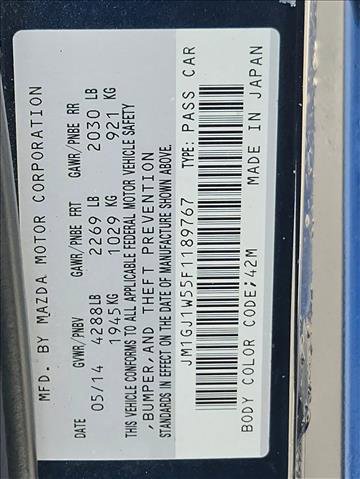 MFD. BY MAZDA MOTOR CORPORATION
DATE GVWR/PNBV GAWR/PNBE FRT GAWR/PNBE RR
05/14 4288LB 2269 LB 2030 LB
1945KG 1029 KG 921 KG
THIS VEHICLE CONFORMS TO ALL APPLICABLE FEDERAL MOTOR VEHICLE SAFETY
,BUMPER,AND THEFT PREVENTION
STANDARDS IN EFFECT ON THE DATE OF MANUFACTURE SHOWN ABOVE.
JM1GJ1W55F1189767 TYPE: PASS CAR
MADE IN JAPAN
BODY COLOR CODE;42M